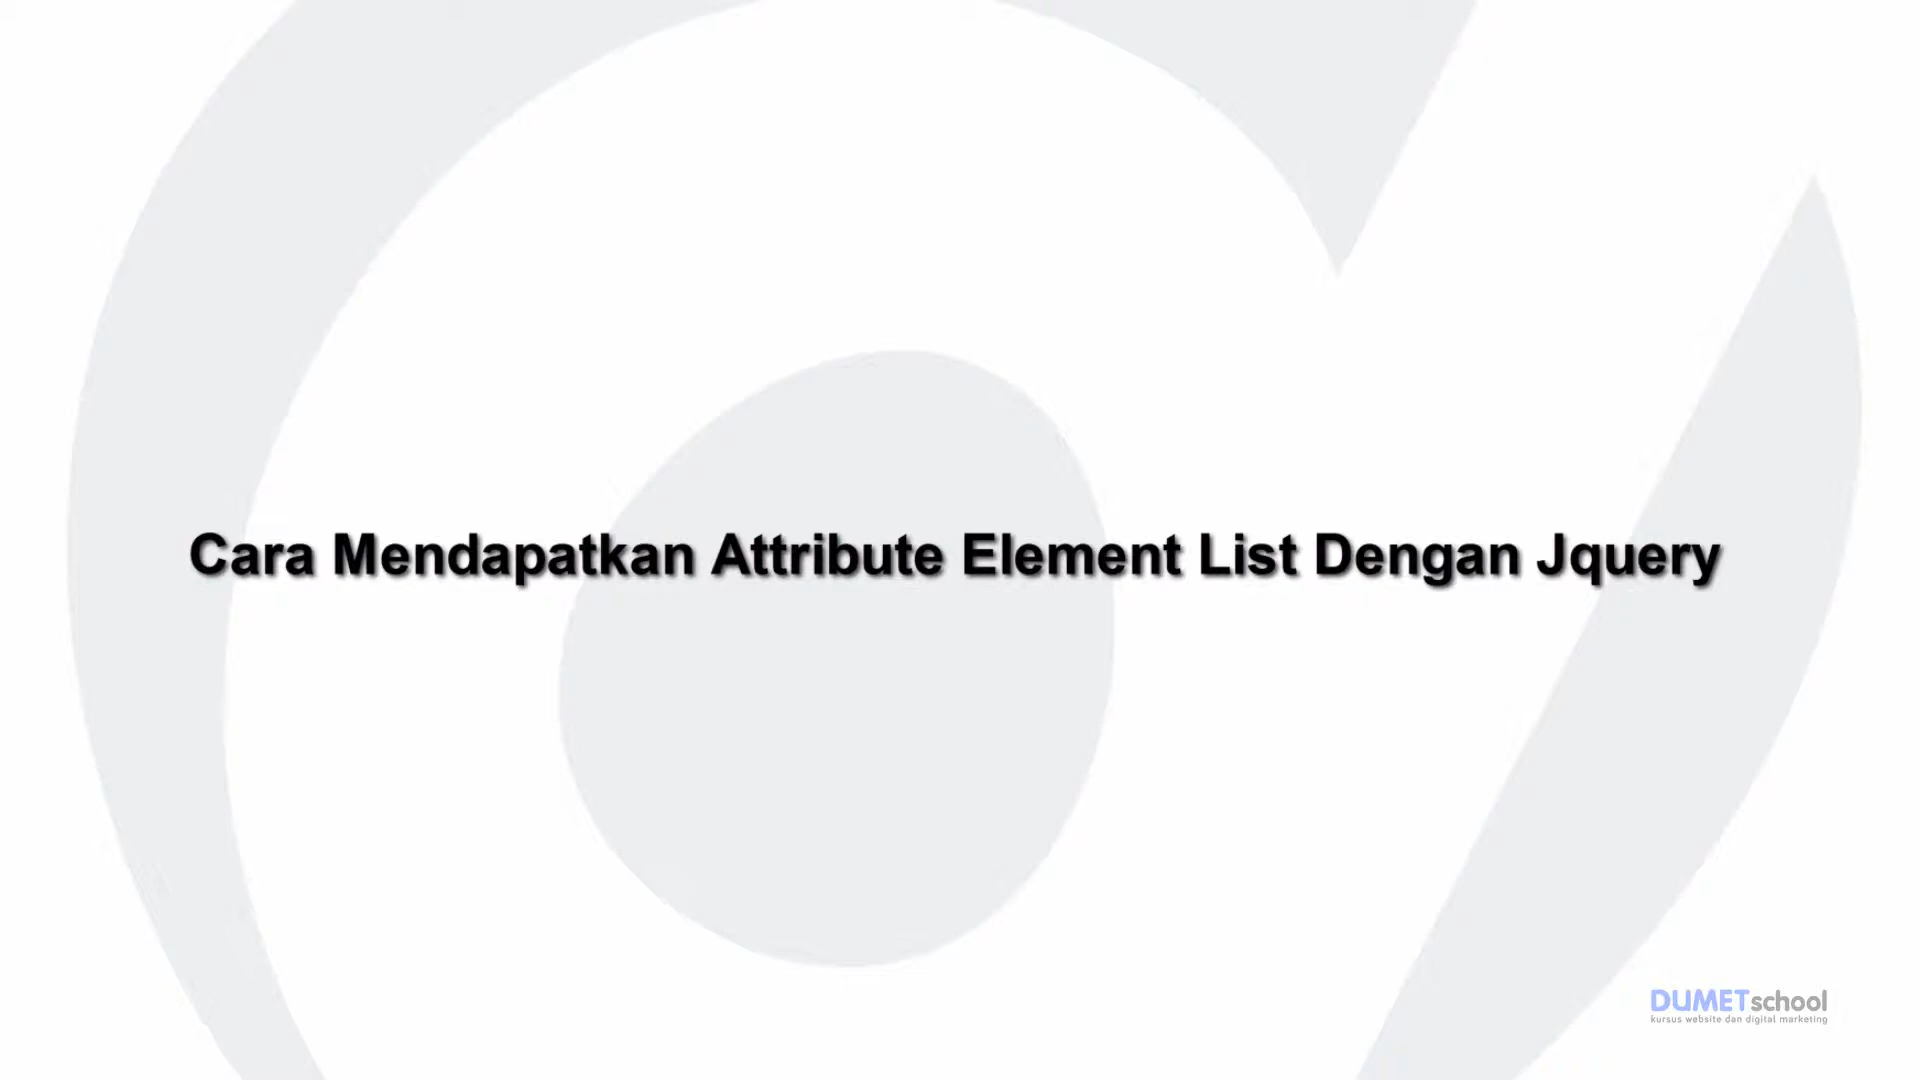 Cara Mendapatkan Attribute Element List Dengan Jquery
DUMETschool
kursus website dan digital marketing